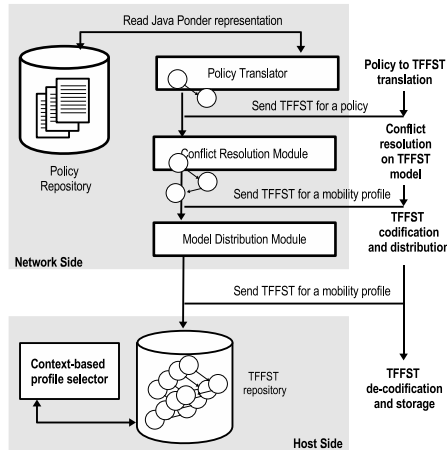 Read Java Ponder representation
Policy Translator
Policy to TFFST
translation
Send TFFST for a policy
Policy
Repository
Conflict Resolution Module
Conflict
resolution
on TFFST
model
Send TFFST for a mobility profile
Model Distribution Module
TFFST
codification
and distribution
Network Side
Send TFFST for a mobility profile
Context-based
profile selector
TFFST
repository
TFFST
de-codification
and storage
Host Side